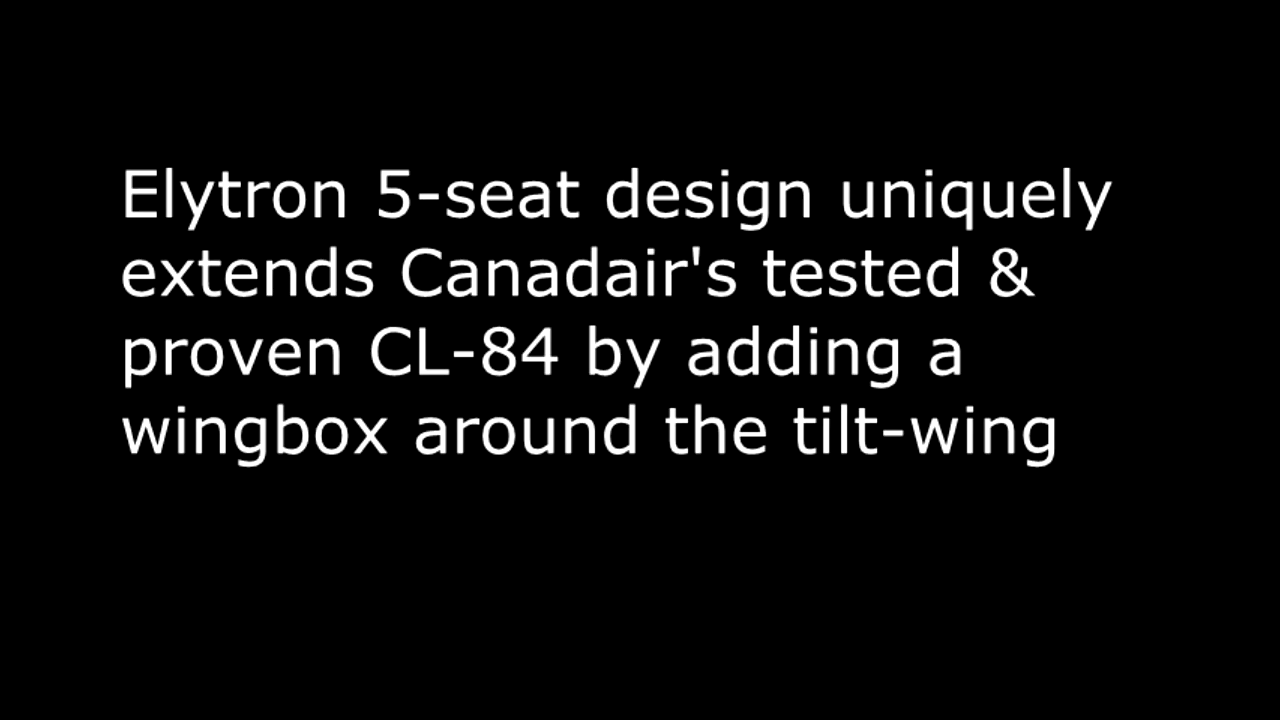 Elytron 5-seat design uniquely
extends Canadair's tested &
proven CL-84 by adding a
wingbox around the tilt-wing